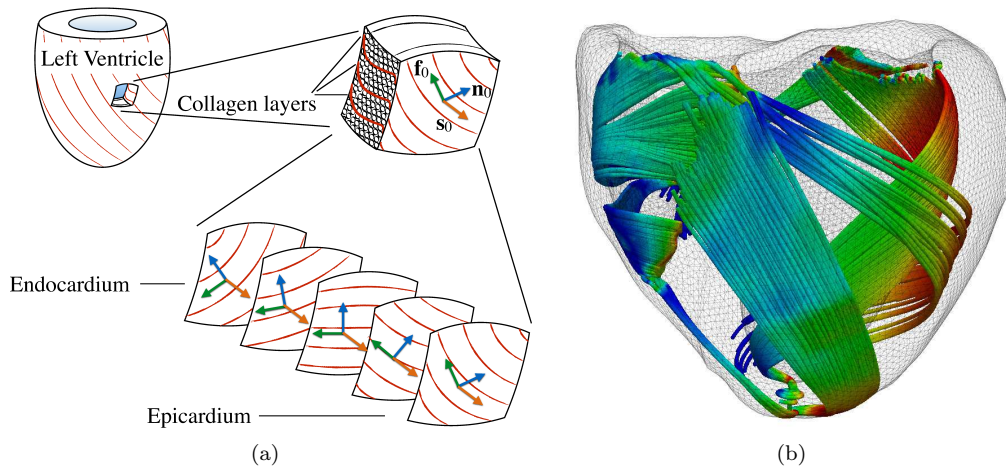 Left Ventricle
Collagen layers
f0
n0
s0
Endocardium
Epicardium
(a)
(b)